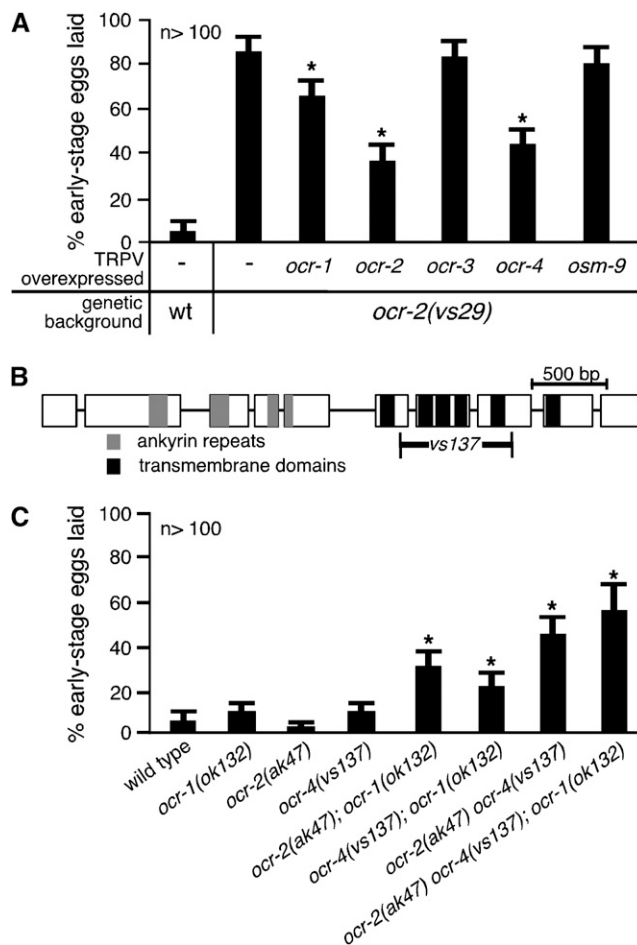 A
% early-stage eggs laid
100
80
60
40
20
0
n> 100
*
*
*
TRPV overexpressed
- - ocr-1 ocr-2 ocr-3 ocr-4 osm-9
genetic background
wt ocr-2(vs29)
B
500 bp
ankyrin repeats
transmembrane domains
vs137
C
% early-stage eggs laid
100
80
60
40
20
0
n> 100
*
*
*
*
wild type
ocr-1(ok132)
ocr-2(ak47)
ocr-4(vs137)
ocr-2(ak47); ocr-1(ok132)
ocr-4(vs137); ocr-1(ok132)
ocr-2(ak47) ocr-4(vs137)
ocr-2(ak47) ocr-4(vs137); ocr-1(ok132)